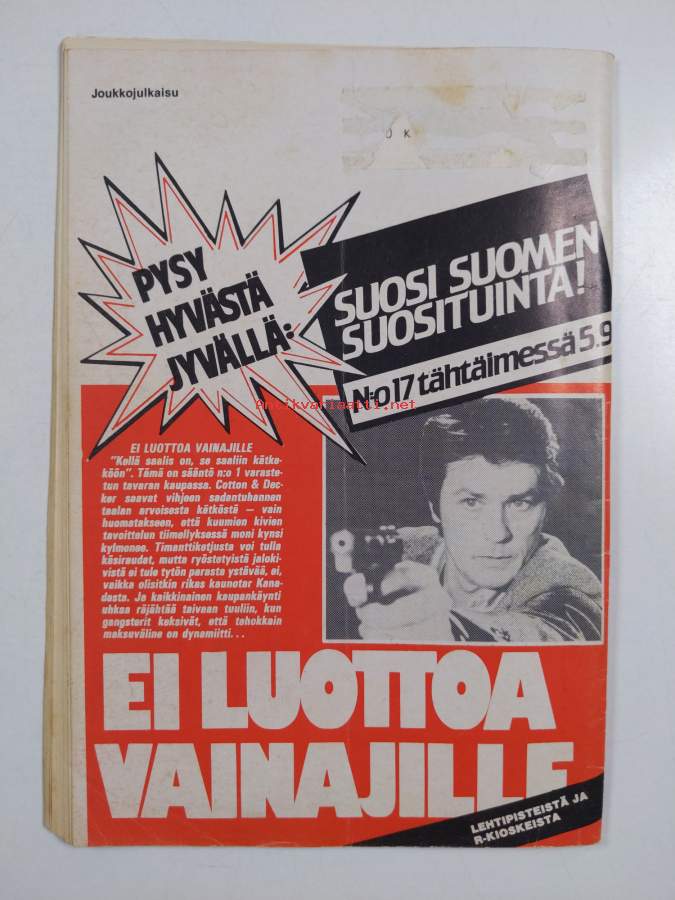 Joukkojulkaisu
O K
PYSY
HYVÄSTÄ
JYVÄLLÄ:
SUOSI SUOMEN
SUOSITUINTA!
N:o 17 tähtäimessä 5.9
Antikvariaatti.net
EI LUOTTOA VAINAJILLE
"Kellä saalis on, se saaliin kätke-
köön". Tämä on sääntö n:o 1 varaste-
tun tavaran kaupassa. Cotton & Dec-
ker saavat vihjeen sadantuhannen
taalan arvoisesta kätköstä — vain
huomatakseen, että kuumien kivien
tavoittelun tiimellyksessä moni kynsi
kylmenee. Timanttiketjusta voi tulla
käsiraudat, mutta ryöstetyistä jaloki-
vistä ei tule tytön parasta ystävää, ei,
vaikka olisitkin rikas kaunotar Kana-
dasta. Ja kaikkinainen kaupankäynti
uhkaa räjähtää taivaan tuuliin, kun
gangsterit keksivät, että tehokkain
maksuväline on dynamiitti...
EI LUOTTOA
VAINAJILLE
LEHTIPISTEISTÄ JA
R-KIOSKEISTA